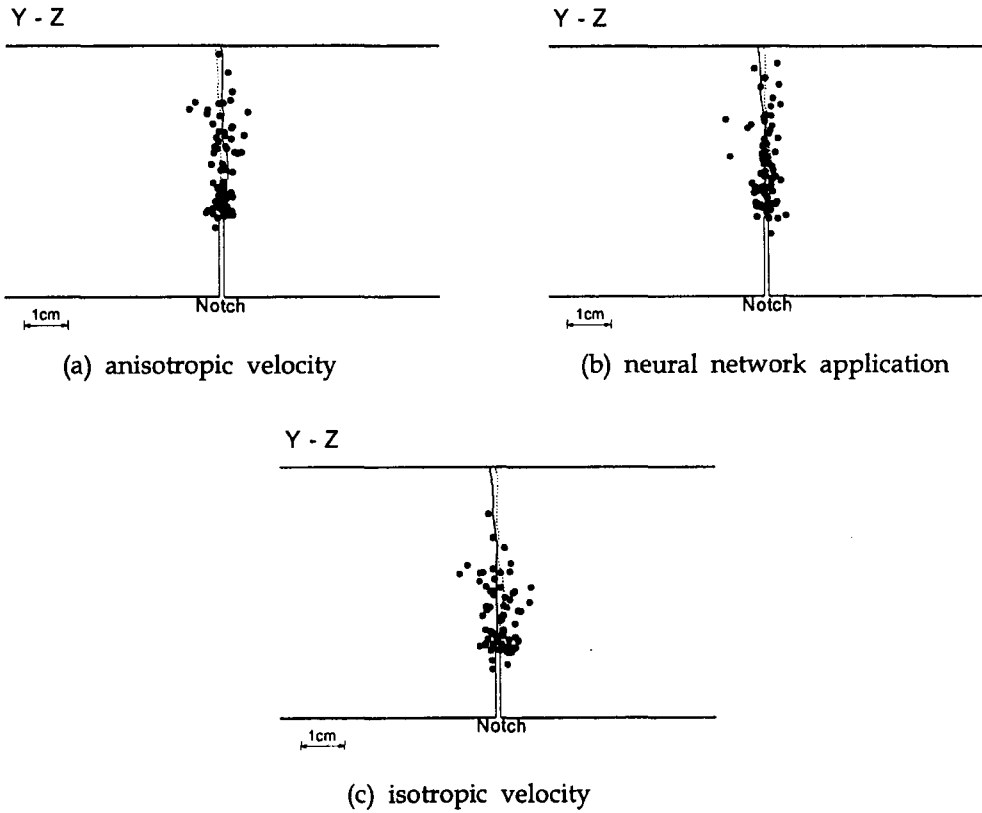 Y - Z
Y - Z
Notch
Notch
1cm
1cm
(a) anisotropic velocity
(b) neural network application
Y - Z
Notch
1cm
(c) isotropic velocity